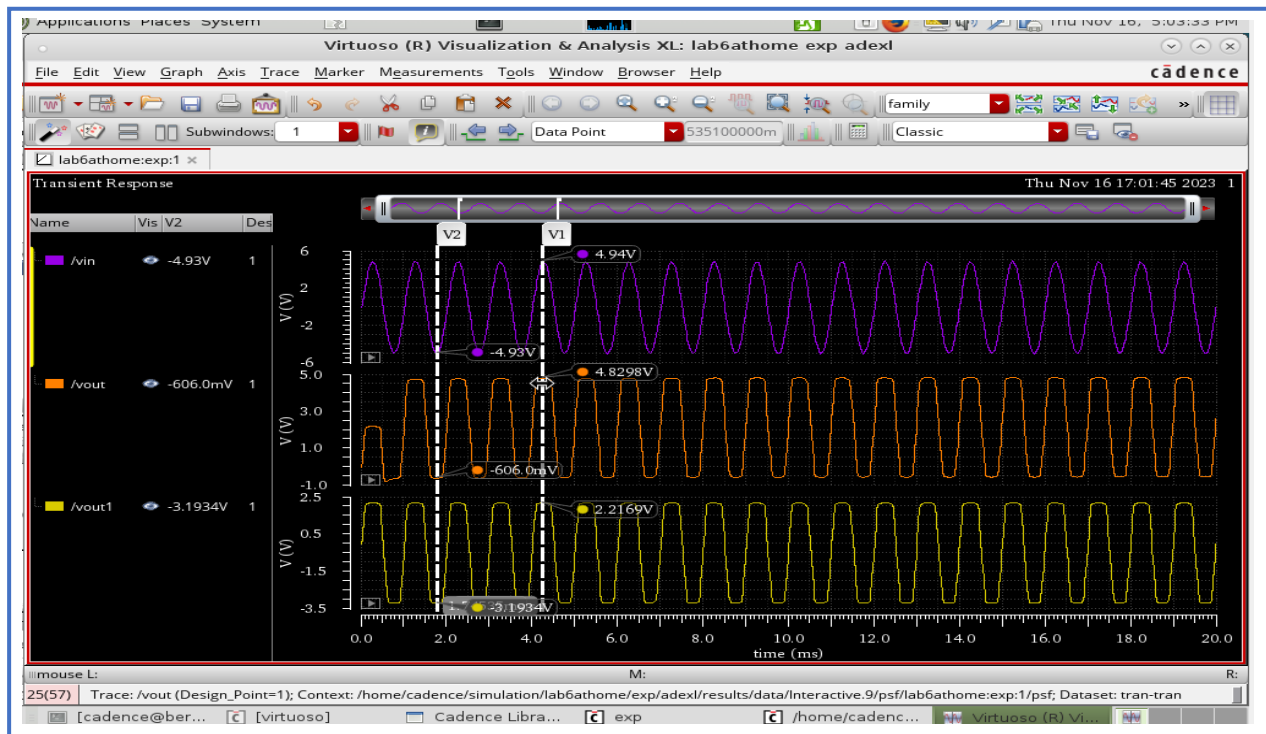 Applications Places System Thu Nov 16, 5:03:33 PM
Virtuoso (R) Visualization & Analysis XL: lab6athome exp adexl
File Edit View Graph Axis Trace Marker Measurements Tools Window Browser Help cādence
family »
Subwindows: 1 Data Point 535100000m Classic
lab6athome:exp:1
Transient Response Thu Nov 16 17:01:45 2023 1
Name Vis V2 Des
V2 V1
/vin -4.93V 1
6
2
-2
-6
V (V)
4.94V
-4.93V
/vout -606.0mV 1
5.0
3.0
1.0
-1.0
V (V)
4.8298V
-606.0mV
/vout1 -3.1934V 1
2.5
0.5
-1.5
-3.5
V (V)
2.2169V
-3.1934V
0.0 2.0 4.0 6.0 8.0 10.0 12.0 14.0 16.0 18.0 20.0
time (ms)
mouse L: M: R:
25(57) Trace: /vout (Design_Point=1); Context: /home/cadence/simulation/lab6athome/exp/adexl/results/data/Interactive.9/psf/lab6athome:exp:1/psf; Dataset: tran-tran
[cadence@ber... [virtuoso] Cadence Libra... exp /home/cadenc... Virtuoso (R) Vi...